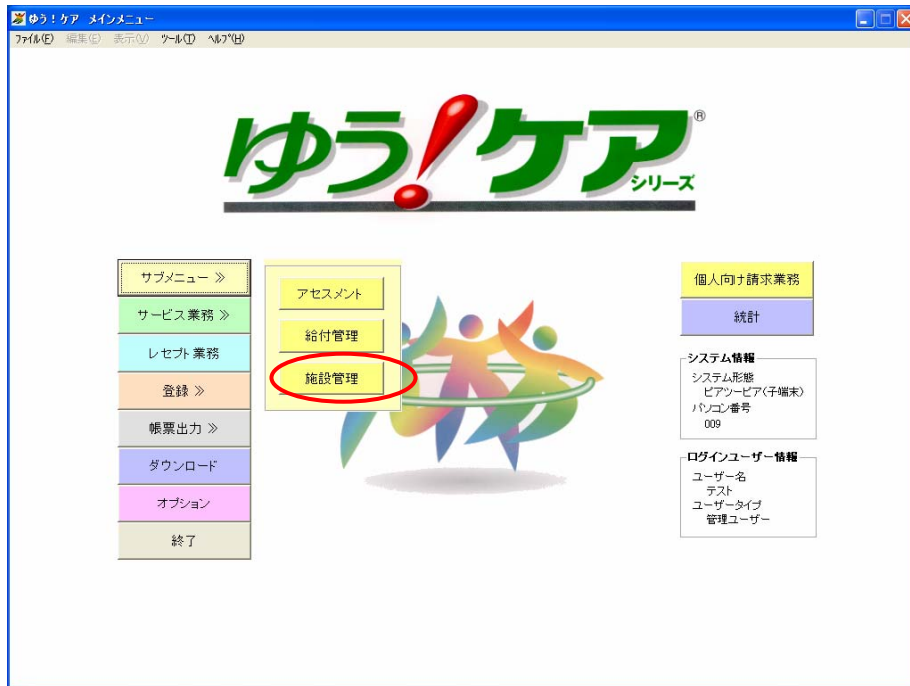 ゆう！ケア メインメニュー
ファイル(F) 編集(E) 表示(V) ツール(T) ヘルプ(H)
ゆう！ケア®
シリーズ
サブメニュー ≫
サービス業務 ≫
レセプト業務
登録 ≫
帳票出力 ≫
ダウンロード
オプション
終了
アセスメント
給付管理
施設管理
個人向け請求業務
統計
システム情報
システム形態
ピアツーピア(子端末)
パソコン番号
009
ログインユーザー情報
ユーザー名
テスト
ユーザータイプ
管理ユーザー